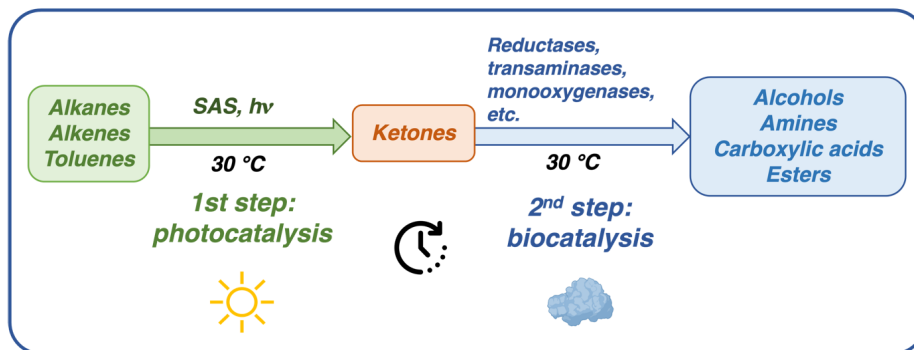 Alkanes
Alkenes
Toluenes
SAS, hν
30 °C
1st step:
photocatalysis
Ketones
Reductases,
transaminases,
monooxygenases,
etc.
30 °C
2nd step:
biocatalysis
Alcohols
Amines
Carboxylic acids
Esters